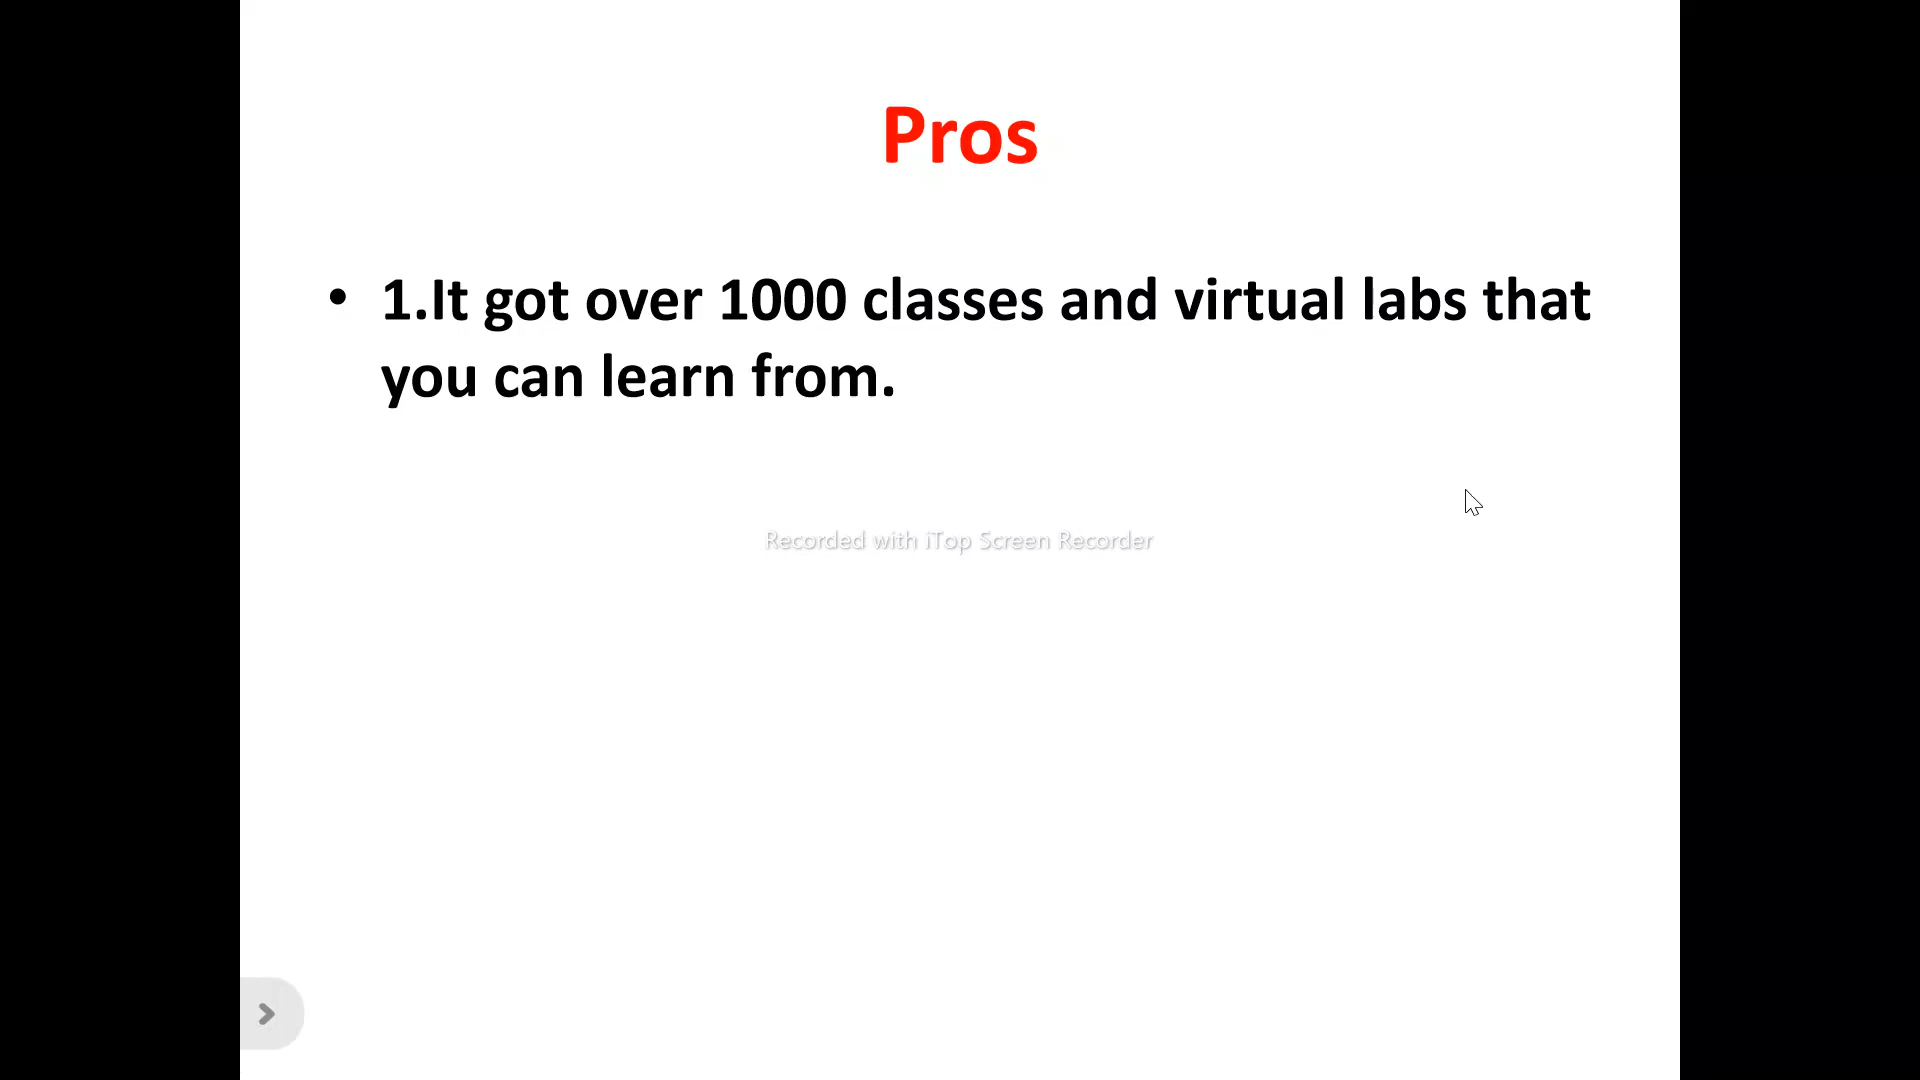 Pros
• 1.It got over 1000 classes and virtual labs that
you can learn from.
Recorded with iTop Screen Recorder